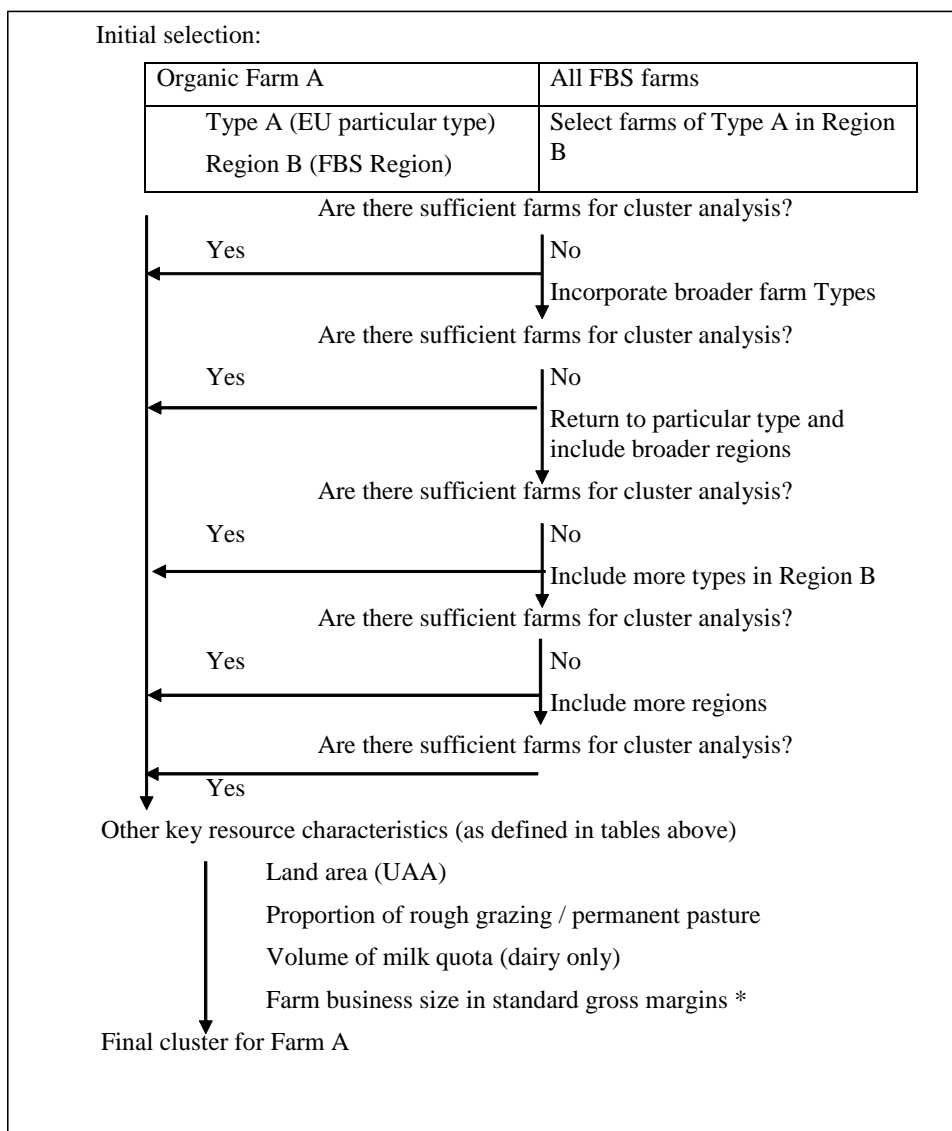 Initial selection:
Organic Farm A
All FBS farms
Type A (EU particular type)
Region B (FBS Region)
Select farms of Type A in Region
B
Are there sufficient farms for cluster analysis?
Yes
No
Incorporate broader farm Types
Are there sufficient farms for cluster analysis?
Yes
No
Return to particular type and
include broader regions
Are there sufficient farms for cluster analysis?
Yes
No
Include more types in Region B
Are there sufficient farms for cluster analysis?
Yes
No
Include more regions
Are there sufficient farms for cluster analysis?
Yes
Other key resource characteristics (as defined in tables above)
Land area (UAA)
Proportion of rough grazing / permanent pasture
Volume of milk quota (dairy only)
Farm business size in standard gross margins *
Final cluster for Farm A